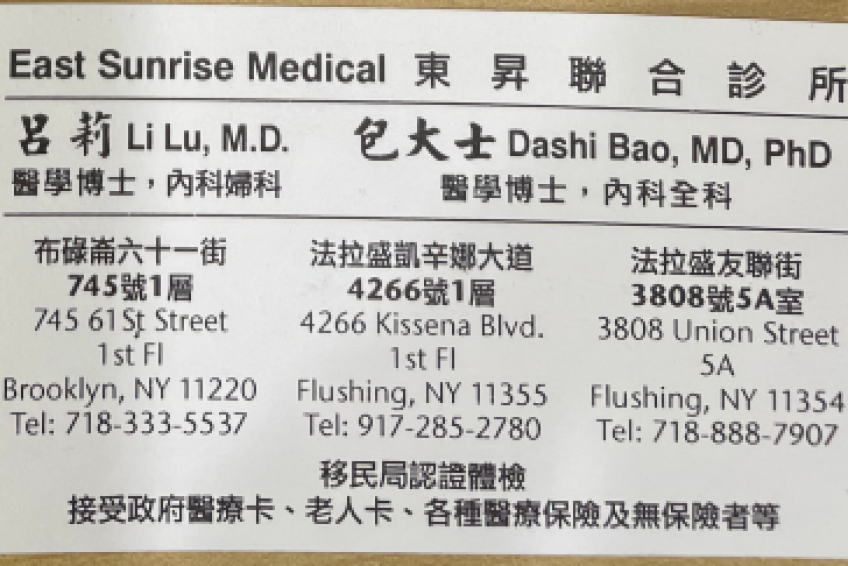 East Sunrise Medical 東昇聯合診所
呂莉 Li Lu, M.D. 包大士 Dashi Bao, MD, PhD
醫學博士，內科婦科 醫學博士，內科全科
布碌崙六十一街
745號1層
745 61St Street
1st Fl
Brooklyn, NY 11220
Tel: 718-333-5537
法拉盛凱辛娜大道
4266號1層
4266 Kissena Blvd.
1st Fl
Flushing, NY 11355
Tel: 917-285-2780
法拉盛友聯街
3808號5A室
3808 Union Street
5A
Flushing, NY 11354
Tel: 718-888-7907
移民局認證體檢
接受政府醫療卡、老人卡、各種醫療保險及無保險者等